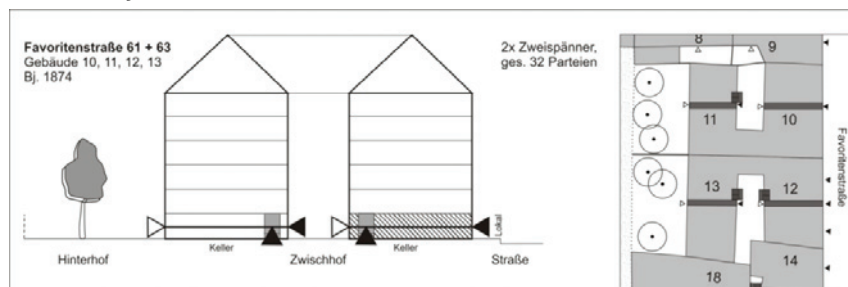 Favoritenstraße 61 + 63
Gebäude 10, 11, 12, 13
Bj. 1874
2x Zweispänner,
ges. 32 Parteien
Lokal
Keller
Keller
Hinterhof
Zwischhof
Straße
8
9
11
10
13
12
14
18
Favoritenstraße